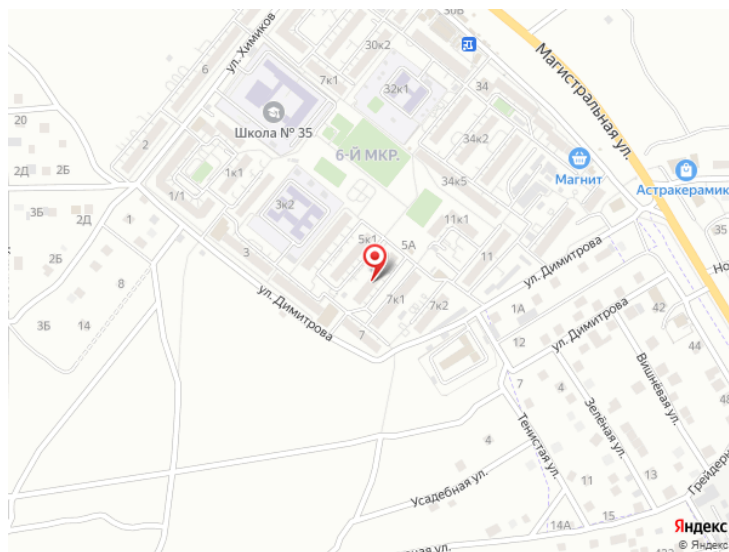 30Б
Магистральная ул.
ул. Химиков
30к2
6
7к1
32к1
34
20
Школа № 35
34к2
2
6-Й МКР.
Магнит
2Д
2Б
1к1
34к5
Астракерамик
1/1
3к2
3Б
2Д
1
11к1
35
5к1
5А
3
11
2Б
ул. Димитрова
Но
8
ул. Димитрова
7к1
7к2
1А
ул. Димитрова
42
3Б
14
7
12
44
Вишнёвая ул.
7
4
48
Зелёная ул.
Тенистая ул.
4
13
11
Грейдерн
Усадебная ул.
15
14А
Яндекс
© Яндекс